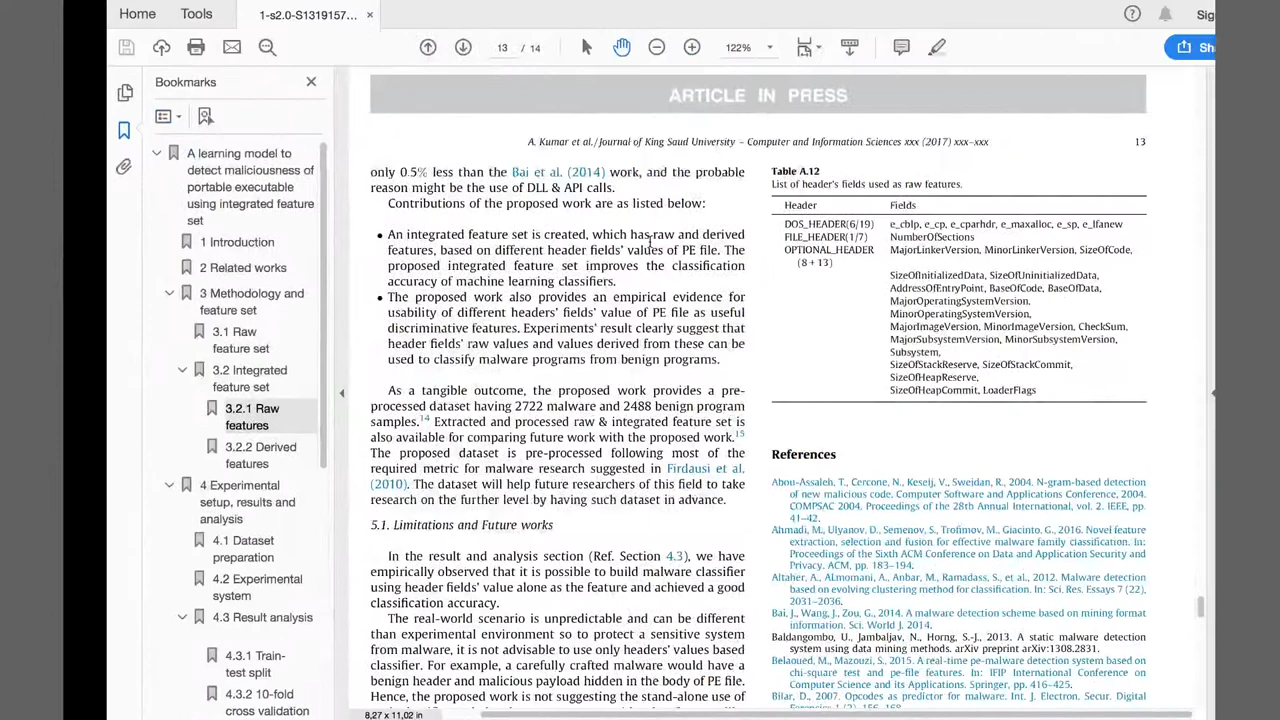 Home
Tools
1-s2.0-S1319157...
Sig
13 / 14
122%
Sh
Bookmarks
A learning model to
detect maliciousness of
portable executable
using integrated feature
set
1 Introduction
2 Related works
3 Methodology and
feature set
3.1 Raw
feature set
3.2 Integrated
feature set
3.2.1 Raw
features
3.2.2 Derived
features
4 Experimental
setup, results and
analysis
4.1 Dataset
preparation
4.2 Experimental
system
4.3 Result analysis
4.3.1 Train-
test split
4.3.2 10-fold
cross validation
ARTICLE IN PRESS
A. Kumar et al. / Journal of King Saud University – Computer and Information Sciences xxx (2017) xxx–xxx
13
only 0.5% less than the Bai et al. (2014) work, and the probable
reason might be the use of DLL & API calls.
Contributions of the proposed work are as listed below:
• An integrated feature set is created, which has raw and derived
features, based on different header fields' values of PE file. The
proposed integrated feature set improves the classification
accuracy of machine learning classifiers.
• The proposed work also provides an empirical evidence for
usability of different headers' fields' value of PE file as useful
discriminative features. Experiments' result clearly suggest that
header fields' raw values and values derived from these can be
used to classify malware programs from benign programs.
As a tangible outcome, the proposed work provides a pre-
processed dataset having 2722 malware and 2488 benign program
samples.14 Extracted and processed raw & integrated feature set is
also available for comparing future work with the proposed work.15
The proposed dataset is pre-processed following most of the
required metric for malware research suggested in Firdausi et al.
(2010). The dataset will help future researchers of this field to take
research on the further level by having such dataset in advance.
5.1. Limitations and Future works
In the result and analysis section (Ref. Section 4.3), we have
empirically observed that it is possible to build malware classifier
using header fields' value alone as the feature and achieved a good
classification accuracy.
The real-world scenario is unpredictable and can be different
than experimental environment so to protect a sensitive system
from malware, it is not advisable to use only headers' values based
classifier. For example, a carefully crafted malware would have a
benign header and malicious payload hidden in the body of PE file.
Hence, the proposed work is not suggesting the stand-alone use of
Table A.12
List of header's fields used as raw features.
Header Fields
DOS_HEADER(6/19) e_cblp, e_cp, e_cparhdr, e_maxalloc, e_sp, e_lfanew
FILE_HEADER(1/7) NumberOfSections
OPTIONAL_HEADER MajorLinkerVersion, MinorLinkerVersion, SizeOfCode,
(8 + 13)
SizeOfInitializedData, SizeOfUninitializedData,
AddressOfEntryPoint, BaseOfCode, BaseOfData,
MajorOperatingSystemVersion,
MinorOperatingSystemVersion,
MajorImageVersion, MinorImageVersion, CheckSum,
MajorSubsystemVersion, MinorSubsystemVersion,
Subsystem,
SizeOfStackReserve, SizeOfStackCommit,
SizeOfHeapReserve,
SizeOfHeapCommit, LoaderFlags
References
Abou-Assaleh, T., Cercone, N., Keselj, V., Sweidan, R., 2004. N-gram-based detection
of new malicious code. Computer Software and Applications Conference, 2004.
COMPSAC 2004. Proceedings of the 28th Annual International, vol. 2. IEEE, pp.
41–42.
Ahmadi, M., Ulyanov, D., Semenov, S., Trofimov, M., Giacinto, G., 2016. Novel feature
extraction, selection and fusion for effective malware family classification. In:
Proceedings of the Sixth ACM Conference on Data and Application Security and
Privacy. ACM, pp. 183–194.
Altaher, A., ALmomani, A., Anbar, M., Ramadass, S., et al., 2012. Malware detection
based on evolving clustering method for classification. In: Sci. Res. Essays 7 (22),
2031–2036.
Bai, J., Wang, J., Zou, G., 2014. A malware detection scheme based on mining format
information. Sci. World J. 2014.
Baldangombo, U., Jambaljav, N., Horng, S.-J., 2013. A static malware detection
system using data mining methods. arXiv preprint arXiv:1308.2831.
Belaoued, M., Mazouzi, S., 2015. A real-time pe-malware detection system based on
chi-square test and pe-file features. In: IFIP International Conference on
Computer Science and its Applications. Springer, pp. 416–425.
Bilar, D., 2007. Opcodes as predictor for malware. Int. J. Electron. Secur. Digital
8,27 x 11,02 in